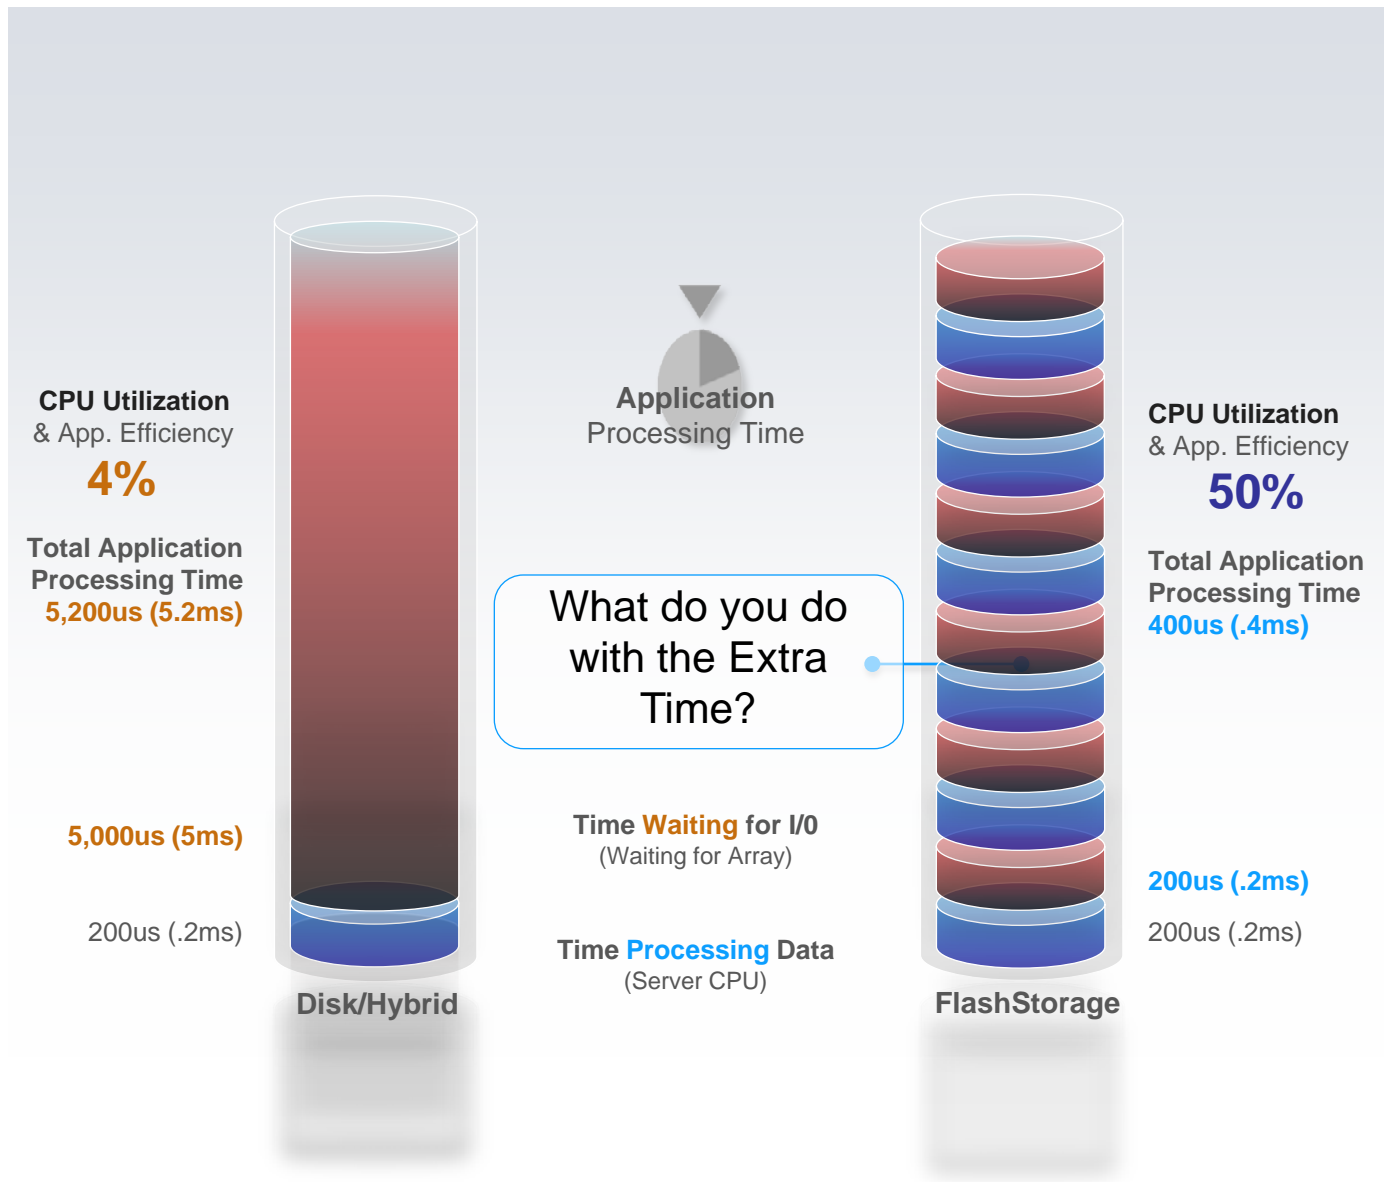 CPU Utilization
& App. Efficiency
4%
Total Application
Processing Time
5,200us (5.2ms)
5,000us (5ms)
200us (.2ms)
Disk/Hybrid
Application
Processing Time
What do you do
with the Extra
Time?
Time Waiting for I/0
(Waiting for Array)
Time Processing Data
(Server CPU)
CPU Utilization
& App. Efficiency
50%
Total Application
Processing Time
400us (.4ms)
200us (.2ms)
200us (.2ms)
FlashStorage